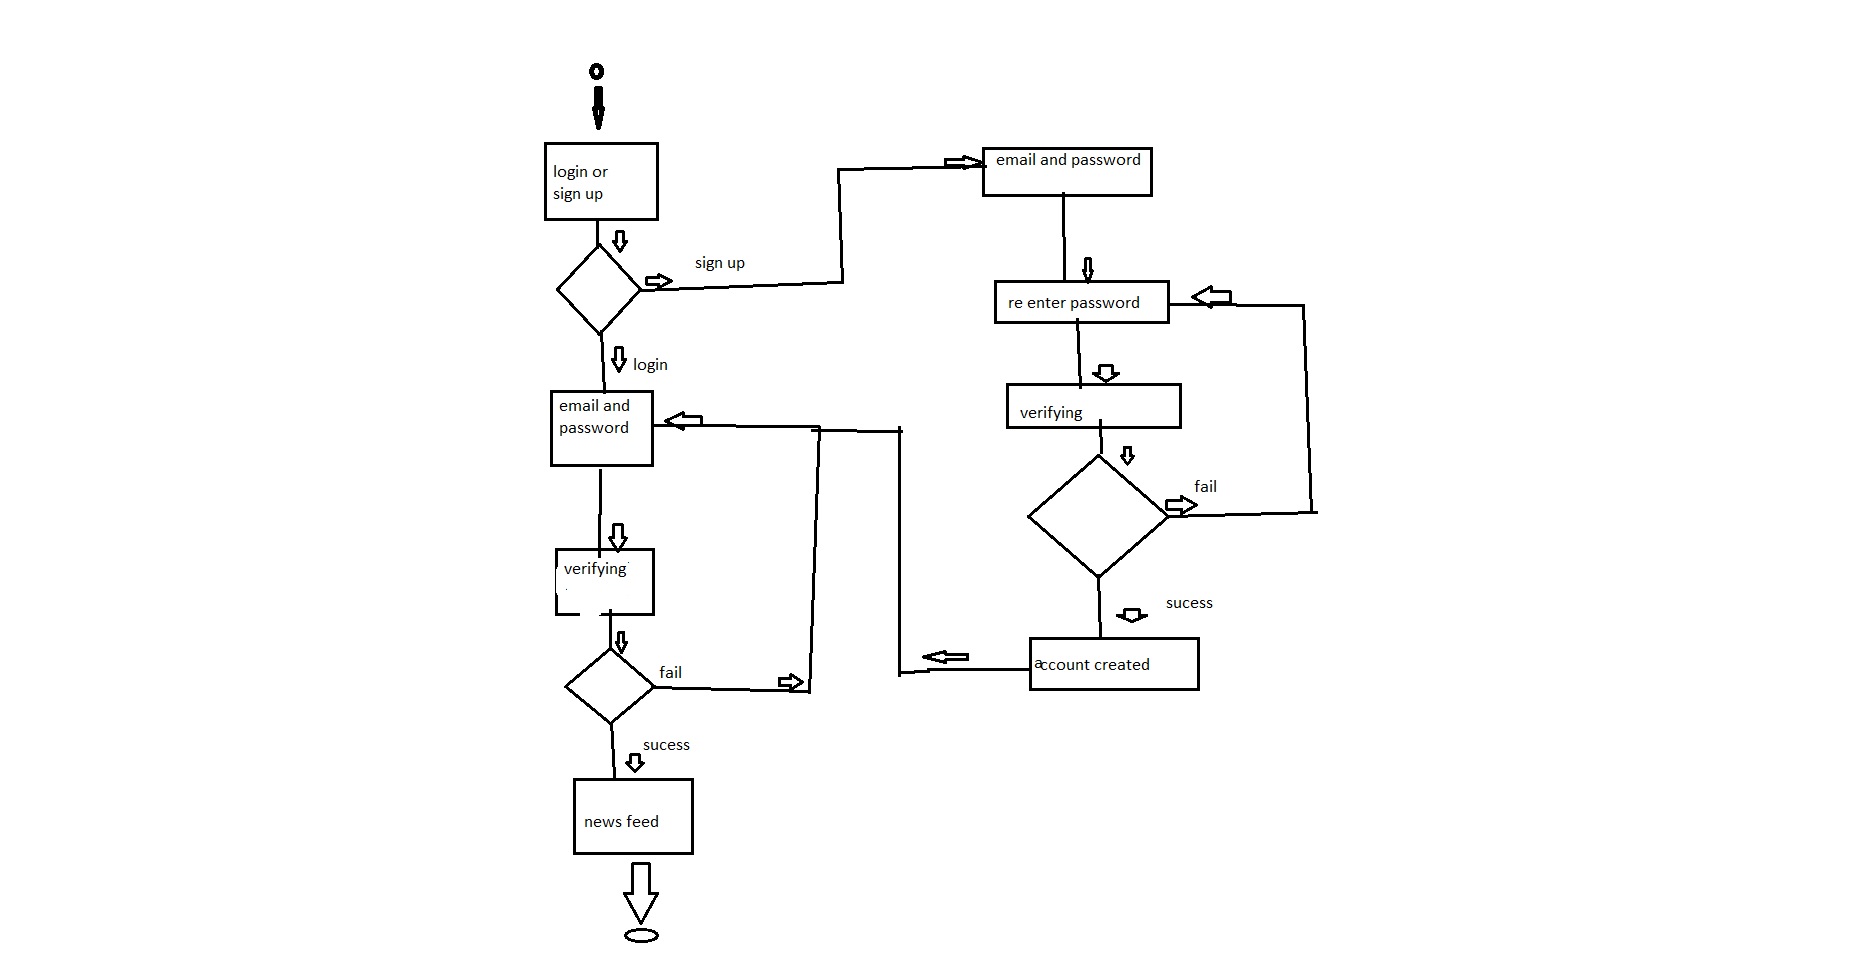 login or
sign up
sign up
login
email and
password
verifying
fail
sucess
news feed
email and password
re enter password
verifying
fail
sucess
account created